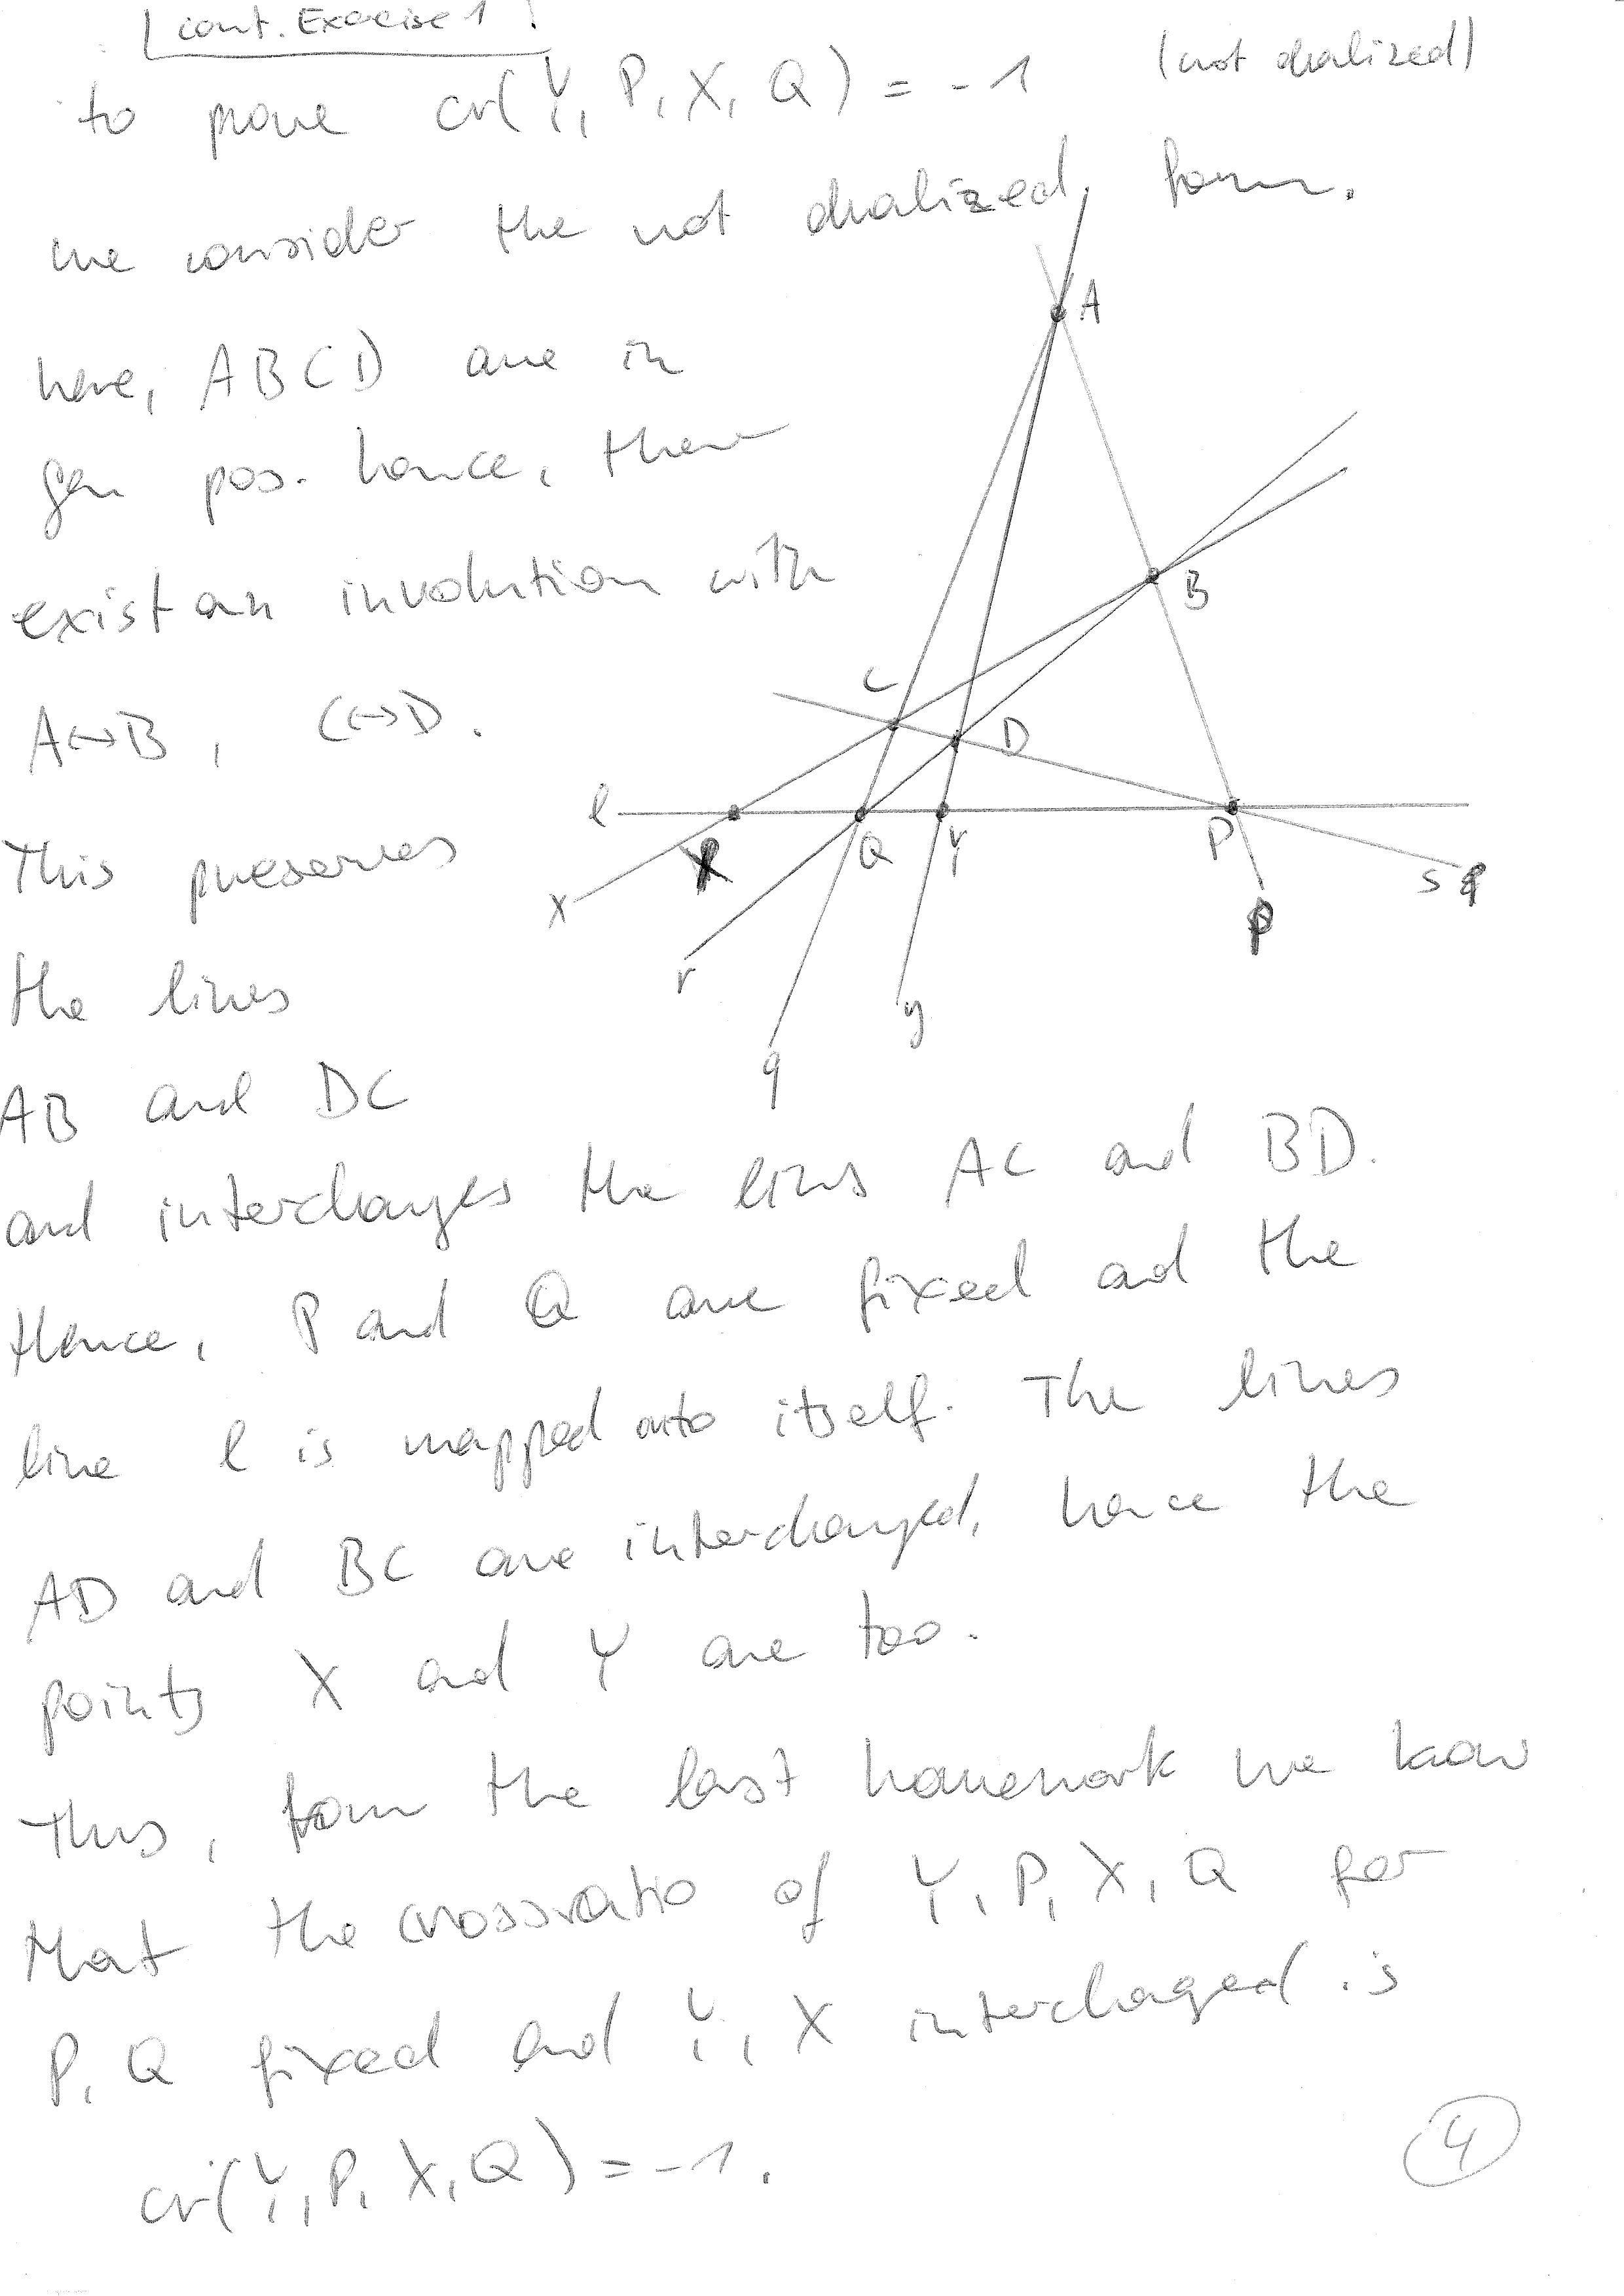 cont. Exercise 1 !
to prove cr(Y, P, X, Q) = -1 (not dualized)
we consider the not dualized form.
here, ABCD are in
gen pos. hence, there
exist an involution with
A↔B, C↔D.
This preserves
the lines
AB and DC
and interchanges the lines AC and BD.
Hence, P and Q are fixed and the
line l is mapped onto itself. The lines
AD and BC are interchanged, hence the
points X and Y are too.
Thus, from the last homework we know
that the crossratio of Y, P, X, Q for
P, Q fixed and Y, X interchanged is
cr(Y, P, X, Q) = -1.
A
B
C
D
l
X
Q
Y
P
x
r
q
y
p
s
4